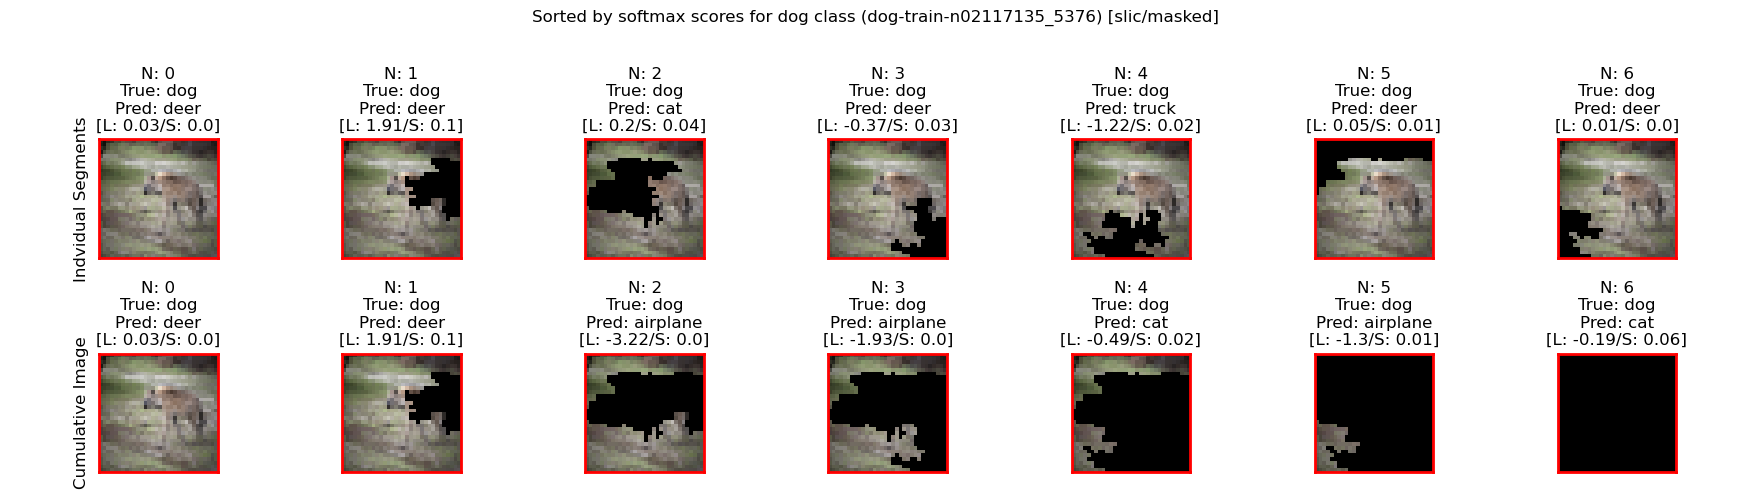 Sorted by softmax scores for dog class (dog-train-n02117135_5376) [slic/masked]
Indvidual Segments
N: 0
True: dog
Pred: deer
[L: 0.03/S: 0.0]
N: 1
True: dog
Pred: deer
[L: 1.91/S: 0.1]
N: 2
True: dog
Pred: cat
[L: 0.2/S: 0.04]
N: 3
True: dog
Pred: deer
[L: -0.37/S: 0.03]
N: 4
True: dog
Pred: truck
[L: -1.22/S: 0.02]
N: 5
True: dog
Pred: deer
[L: 0.05/S: 0.01]
N: 6
True: dog
Pred: deer
[L: 0.01/S: 0.0]
Cumulative Image
N: 0
True: dog
Pred: deer
[L: 0.03/S: 0.0]
N: 1
True: dog
Pred: deer
[L: 1.91/S: 0.1]
N: 2
True: dog
Pred: airplane
[L: -3.22/S: 0.0]
N: 3
True: dog
Pred: airplane
[L: -1.93/S: 0.0]
N: 4
True: dog
Pred: cat
[L: -0.49/S: 0.02]
N: 5
True: dog
Pred: airplane
[L: -1.3/S: 0.01]
N: 6
True: dog
Pred: cat
[L: -0.19/S: 0.06]